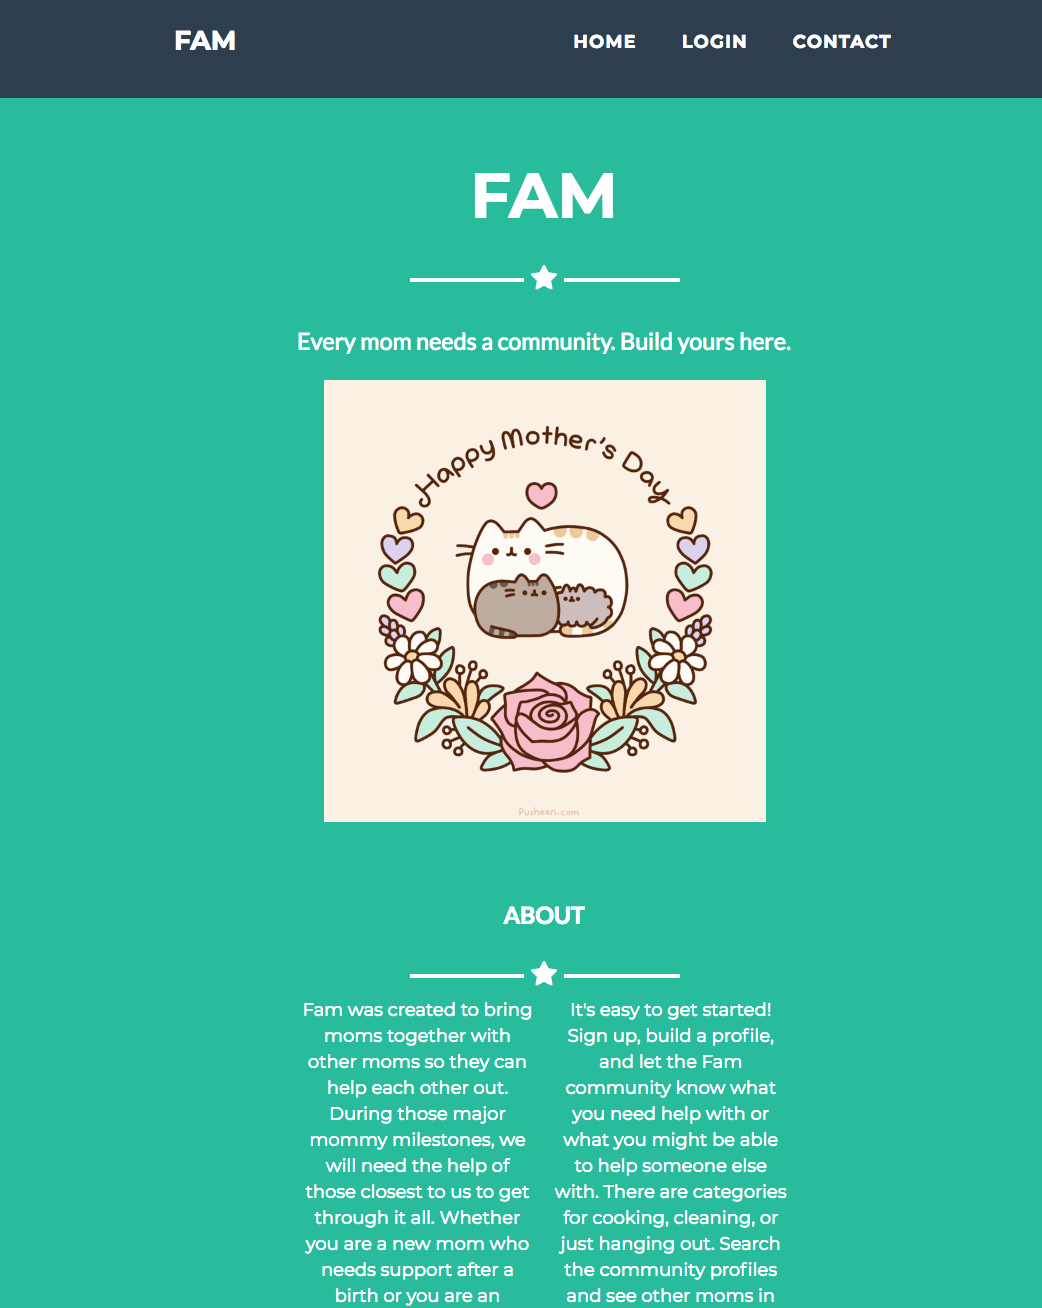 FAM
HOME LOGIN CONTACT
FAM
Every mom needs a community. Build yours here.
Happy Mother's Day
Pusheen.com
ABOUT
Fam was created to bring
moms together with
other moms so they can
help each other out.
During those major
mommy milestones, we
will need the help of
those closest to us to get
through it all. Whether
you are a new mom who
needs support after a
birth or you are an
It's easy to get started!
Sign up, build a profile,
and let the Fam
community know what
you need help with or
what you might be able
to help someone else
with. There are categories
for cooking, cleaning, or
just hanging out. Search
the community profiles
and see other moms in